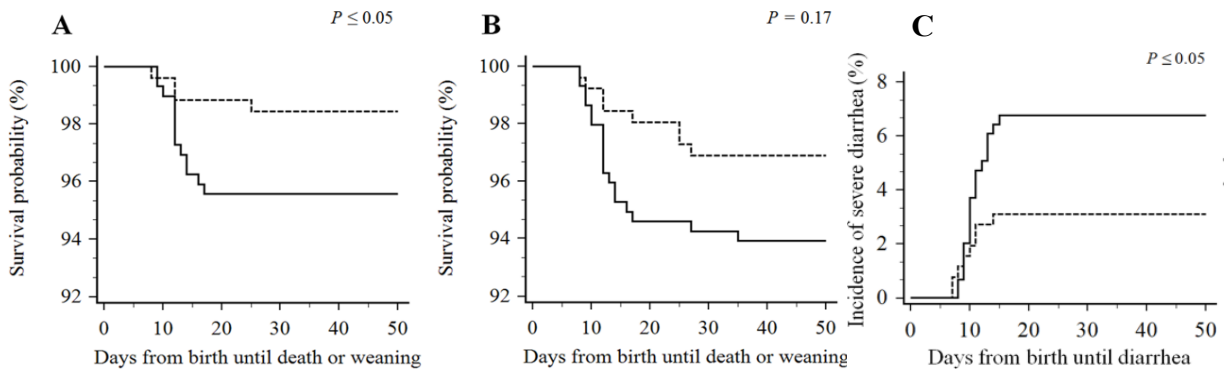 A
P ≤ 0.05
Survival probability (%)
100
98
96
94
92
0 10 20 30 40 50
Days from birth until death or weaning
B
P = 0.17
Survival probability (%)
100
98
96
94
92
0 10 20 30 40 50
Days from birth until death or weaning
C
P ≤ 0.05
Incidence of severe diarrhea (%)
8
6
4
2
0
0 10 20 30 40 50
Days from birth until diarrhea